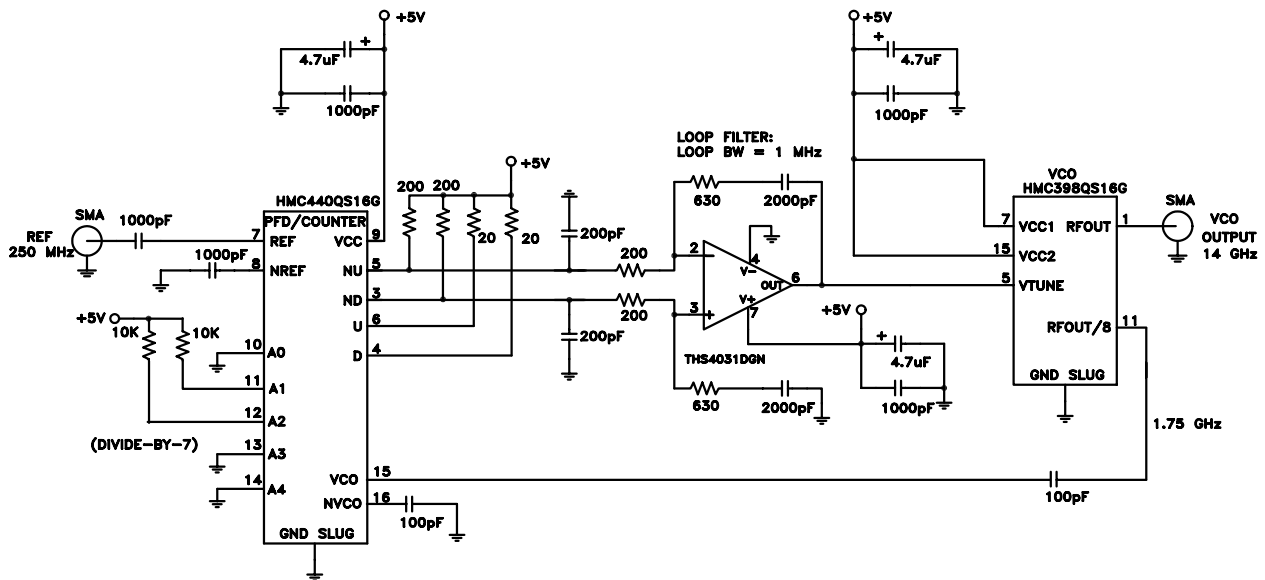 +5V
+5V
+
4.7uF
1000pF
+
4.7uF
1000pF
LOOP FILTER:
LOOP BW = 1 MHz
+5V
200 200
20
20
630
2000pF
VCO
HMC398QS16G
HMC440QS16G
PFD/COUNTER
SMA
REF
250 MHz
1000pF
7
REF
1000pF
8
NREF
VCC
9
NU
5
ND
3
U
6
D
4
200pF
200
200
200pF
2
4
V-
OUT
6
V+
7
3
+
THS4031DGN
630
2000pF
+5V
+
4.7uF
1000pF
7
VCC1
15
VCC2
5
VTUNE
RFOUT
1
SMA
VCO
OUTPUT
14 GHz
RFOUT/8
11
GND SLUG
1.75 GHz
+5V
10K
10K
10
A0
11
A1
12
A2
(DIVIDE-BY-7)
13
A3
14
A4
VCO
15
NVCO
16
100pF
100pF
GND SLUG